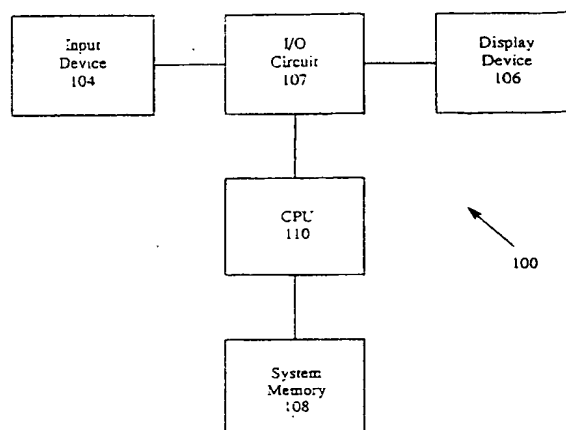 Input
Device
104
I/O
Circuit
107
Display
Device
106
CPU
110
100
System
Memory
108